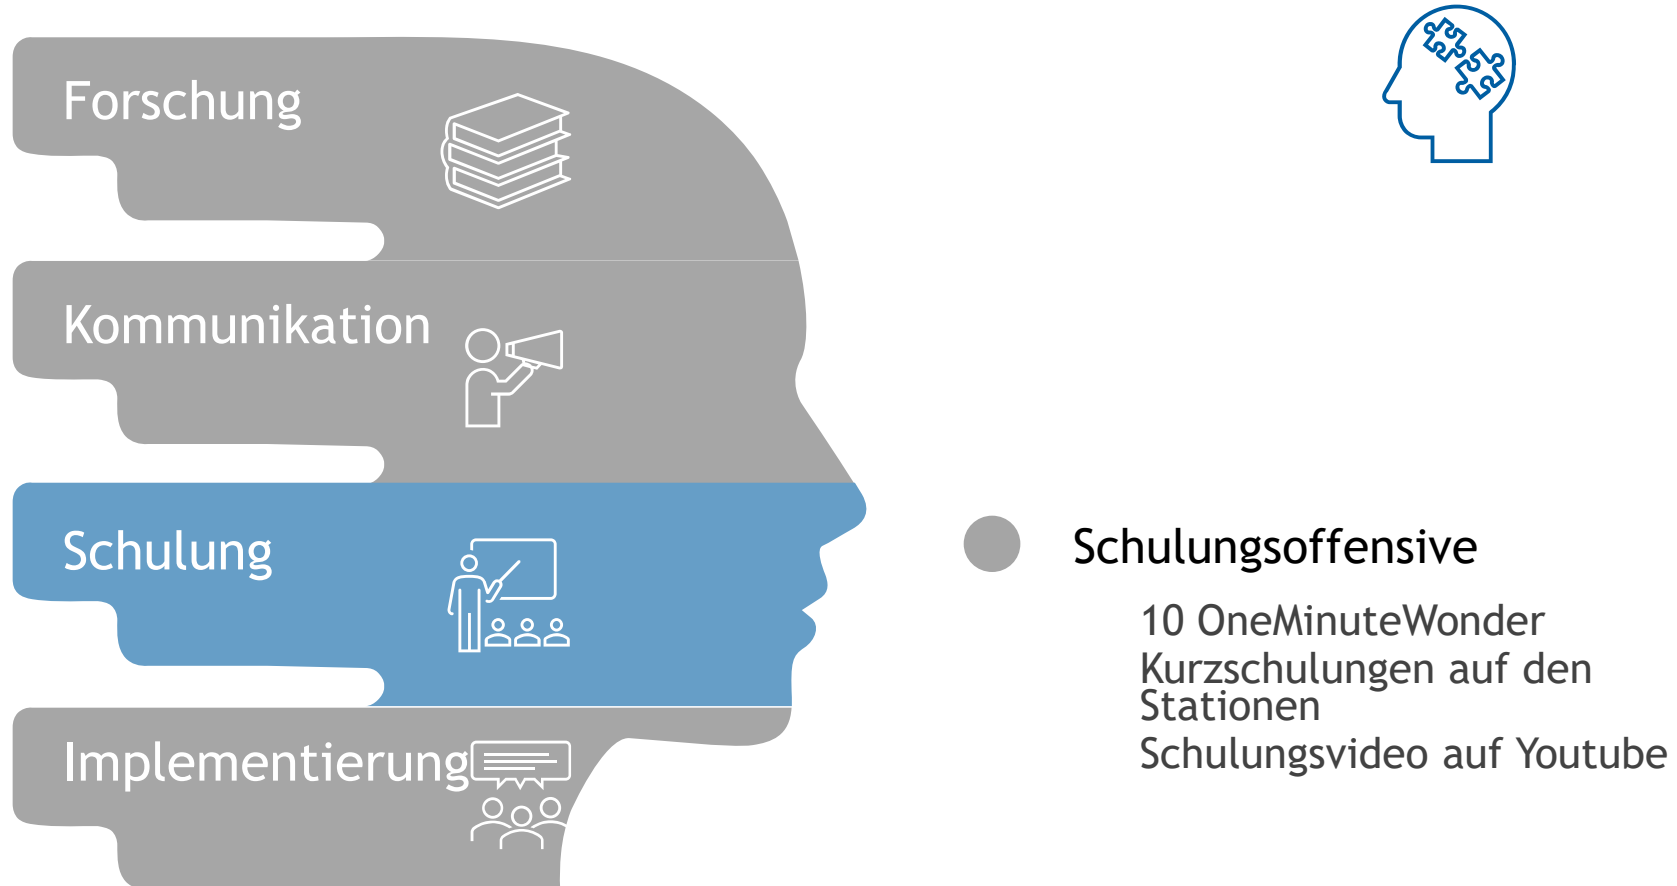 Forschung
Kommunikation
Schulung
Implementierung
Schulungsoffensive
10 OneMinuteWonder
Kurzschulungen auf den
Stationen
Schulungsvideo auf Youtube